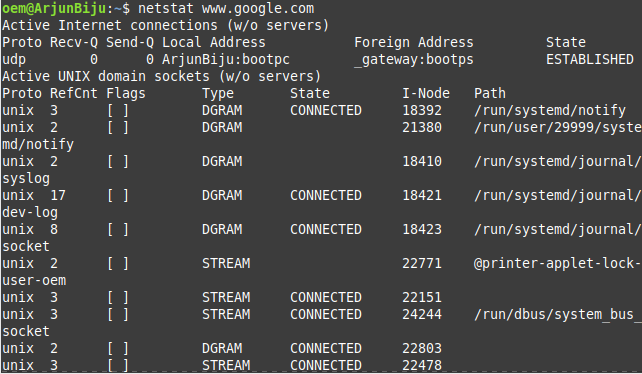 oem@ArjunBiju:~$ netstat www.google.com
Active Internet connections (w/o servers)
Proto Recv-Q Send-Q Local Address           Foreign Address         State
udp        0      0 ArjunBiju:bootpc        _gateway:bootps         ESTABLISHED
Active UNIX domain sockets (w/o servers)
Proto RefCnt Flags       Type       State         I-Node   Path
unix  3      [ ]         DGRAM      CONNECTED     18392    /run/systemd/notify
unix  2      [ ]         DGRAM                    21380    /run/user/29999/syste
md/notify
unix  2      [ ]         DGRAM                    18410    /run/systemd/journal/
syslog
unix  17     [ ]         DGRAM      CONNECTED     18421    /run/systemd/journal/
dev-log
unix  8      [ ]         DGRAM      CONNECTED     18423    /run/systemd/journal/
socket
unix  2      [ ]         STREAM                   22771    @printer-applet-lock-
user-oem
unix  3      [ ]         STREAM     CONNECTED     22151
unix  3      [ ]         STREAM     CONNECTED     24244    /run/dbus/system_bus_
socket
unix  2      [ ]         DGRAM      CONNECTED     22803
unix  3      [ ]         STREAM     CONNECTED     22478